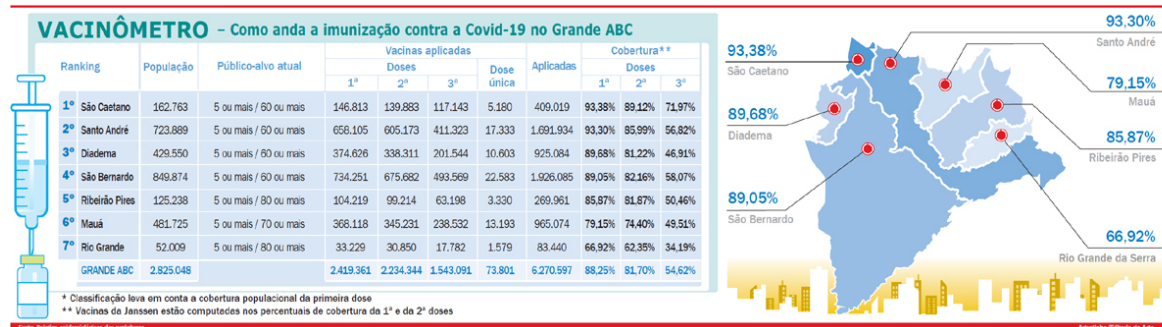 VACINÔMETRO – Como anda a imunização contra a Covid-19 no Grande ABC
Ranking População Público-alvo atual Vacinas aplicadas Aplicadas Cobertura**
Doses Dose única Doses
1ª 2ª 3ª 1ª 2ª 3ª
1º São Caetano 162.763 5 ou mais / 60 ou mais 146.813 139.883 117.143 5.180 409.019 93,38% 89,12% 71,97%
2º Santo André 723.889 5 ou mais / 60 ou mais 658.105 605.173 411.323 17.333 1.691.934 93,30% 85,99% 56,82%
3º Diadema 429.550 5 ou mais / 60 ou mais 374.626 338.311 201.544 10.603 925.084 89,68% 81,22% 46,91%
4º São Bernardo 849.874 5 ou mais / 60 ou mais 734.251 675.682 493.569 22.583 1.926.085 89,05% 82,16% 58,07%
5º Ribeirão Pires 125.238 5 ou mais / 80 ou mais 104.219 99.214 63.198 3.330 269.961 85,87% 81,87% 50,46%
6º Mauá 481.725 5 ou mais / 70 ou mais 368.118 345.231 238.532 13.193 965.074 79,15% 74,40% 49,51%
7º Rio Grande 52.009 5 ou mais / 80 ou mais 33.229 30.850 17.782 1.579 83.440 66,92% 62,35% 34,19%
GRANDE ABC 2.825.048 2.419.361 2.234.344 1.543.091 73.801 6.270.597 88,25% 81,70% 54,62%
* Classificação leva em conta a cobertura populacional da primeira dose
** Vacinas da Janssen estão computadas nos percentuais de cobertura da 1ª e da 2ª doses
93,30%
Santo André
93,38%
São Caetano
79,15%
Mauá
89,68%
Diadema
85,87%
Ribeirão Pires
89,05%
São Bernardo
66,92%
Rio Grande da Serra